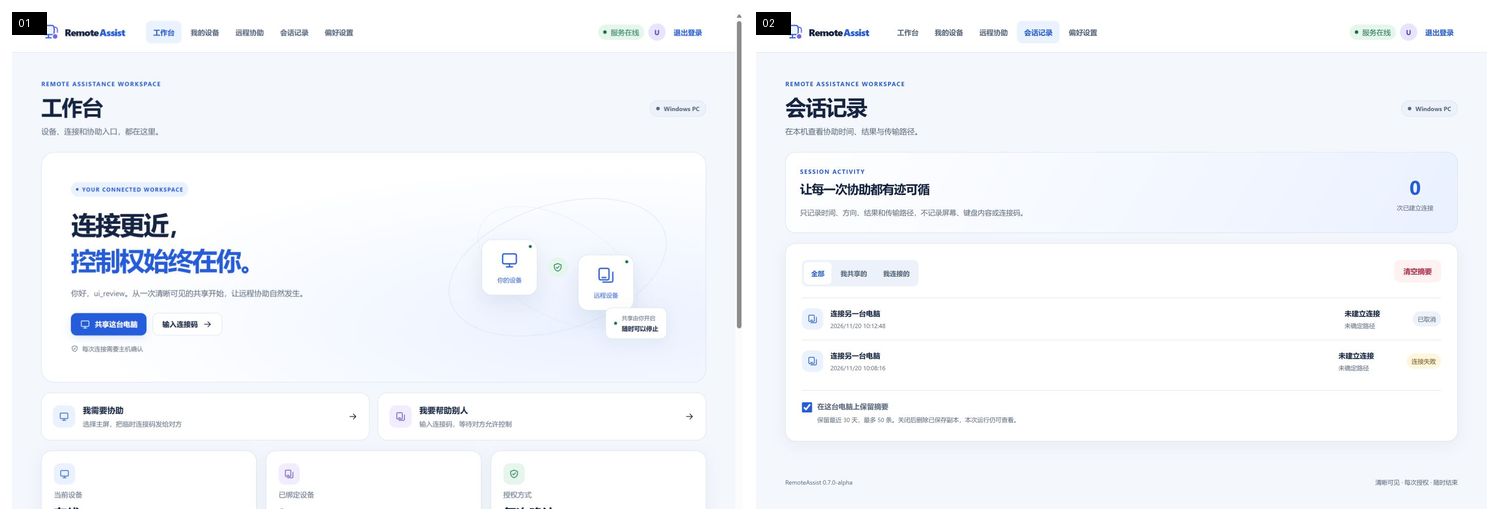 01
RemoteAssist
工作台
我的设备
远程协助
会话记录
偏好设置
服务在线
U
退出登录
REMOTE ASSISTANCE WORKSPACE
工作台
设备、连接和协助入口，都在这里。
Windows PC
YOUR CONNECTED WORKSPACE
连接更近，
控制权始终在你。
你好，ui_review。从一次清晰可见的共享开始，让远程协助自然发生。
共享这台电脑
输入连接码
每次连接需要主机确认
你的设备
远程设备
共享由你开启
随时可以停止
我需要协助
选择主屏，把临时连接码发给对方
我要帮助别人
输入连接码，等待对方允许控制
当前设备
已绑定设备
授权方式
02
RemoteAssist
工作台
我的设备
远程协助
会话记录
偏好设置
服务在线
U
退出登录
REMOTE ASSISTANCE WORKSPACE
会话记录
在本机查看协助时间、结果与传输路径。
Windows PC
SESSION ACTIVITY
让每一次协助都有迹可循
只记录时间、方向、结果和传输路径，不记录屏幕、键盘内容或连接码。
0
次已建立连接
全部
我共享的
我连接的
清空摘要
连接另一台电脑
2026/11/20 10:12:48
未建立连接
未确定路径
已取消
连接另一台电脑
2026/11/20 10:08:16
未建立连接
未确定路径
连接失败
在这台电脑上保留摘要
保留最近 30 天，最多 50 条。关闭后删除已保存副本，本次运行仍可查看。
RemoteAssist 0.7.0-alpha
清晰可见 · 每次授权 · 随时结束